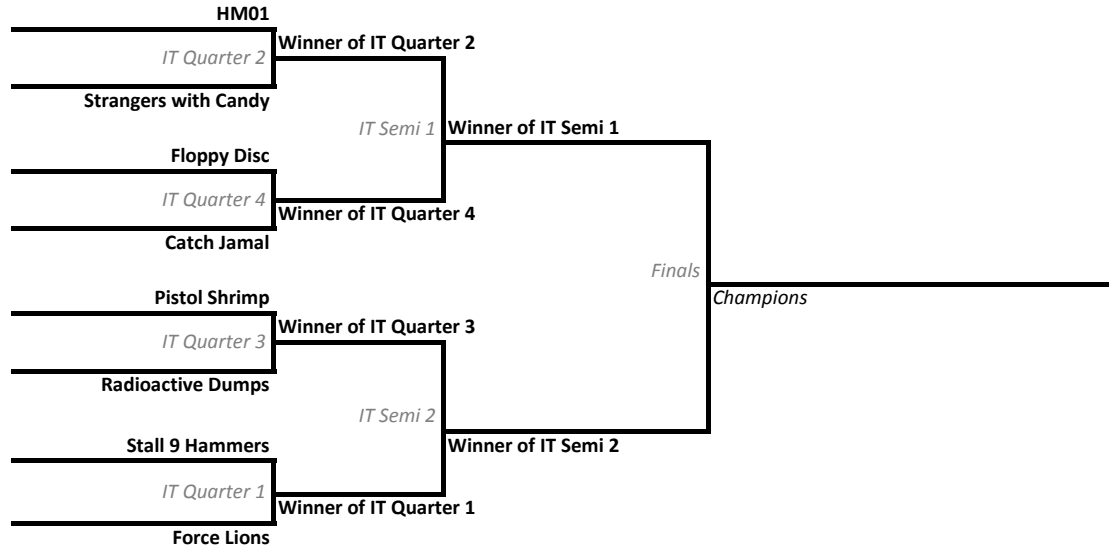 HM01
IT Quarter 2
Strangers with Candy
Winner of IT Quarter 2
IT Semi 1
Winner of IT Semi 1
Floppy Disc
IT Quarter 4
Catch Jamal
Winner of IT Quarter 4
Finals
Champions
Pistol Shrimp
IT Quarter 3
Radioactive Dumps
Winner of IT Quarter 3
IT Semi 2
Winner of IT Semi 2
Stall 9 Hammers
IT Quarter 1
Force Lions
Winner of IT Quarter 1